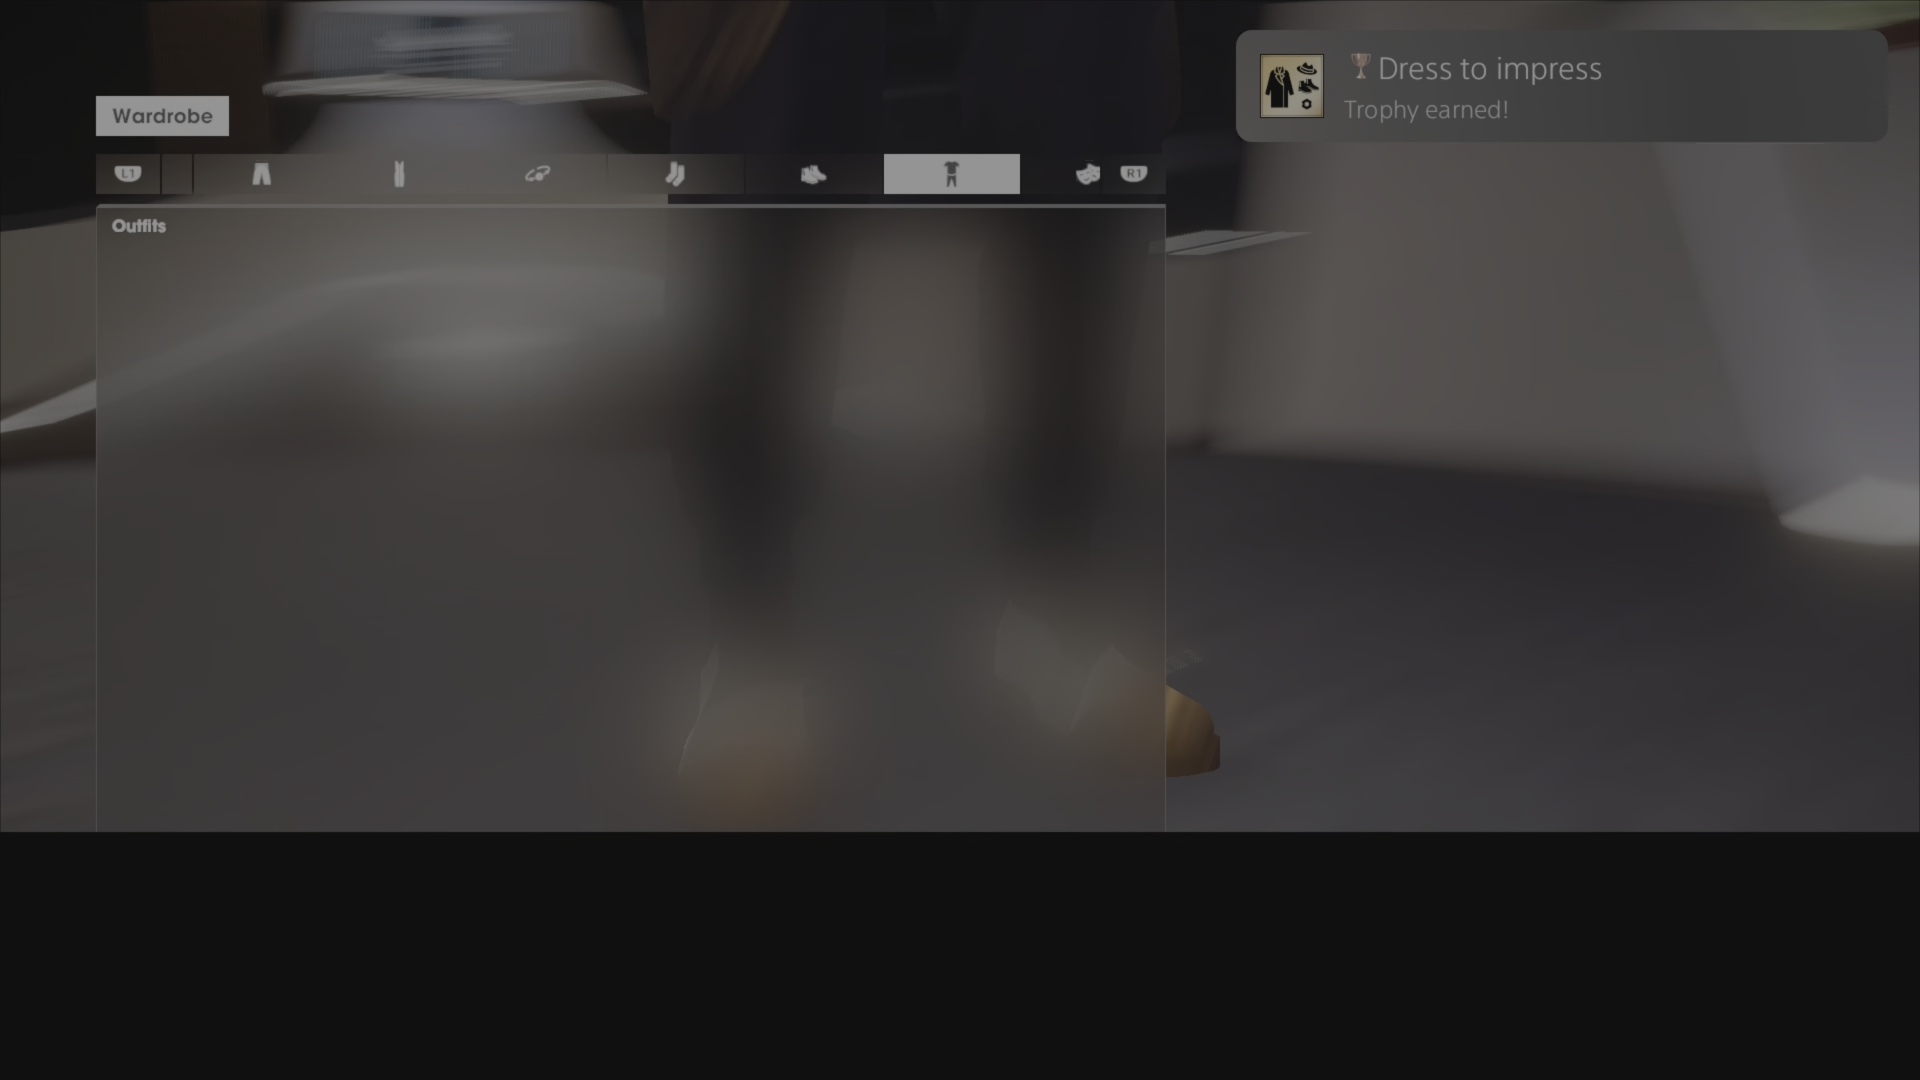 Dress to impress
Trophy earned!
Wardrobe
L1
R1
Outfits